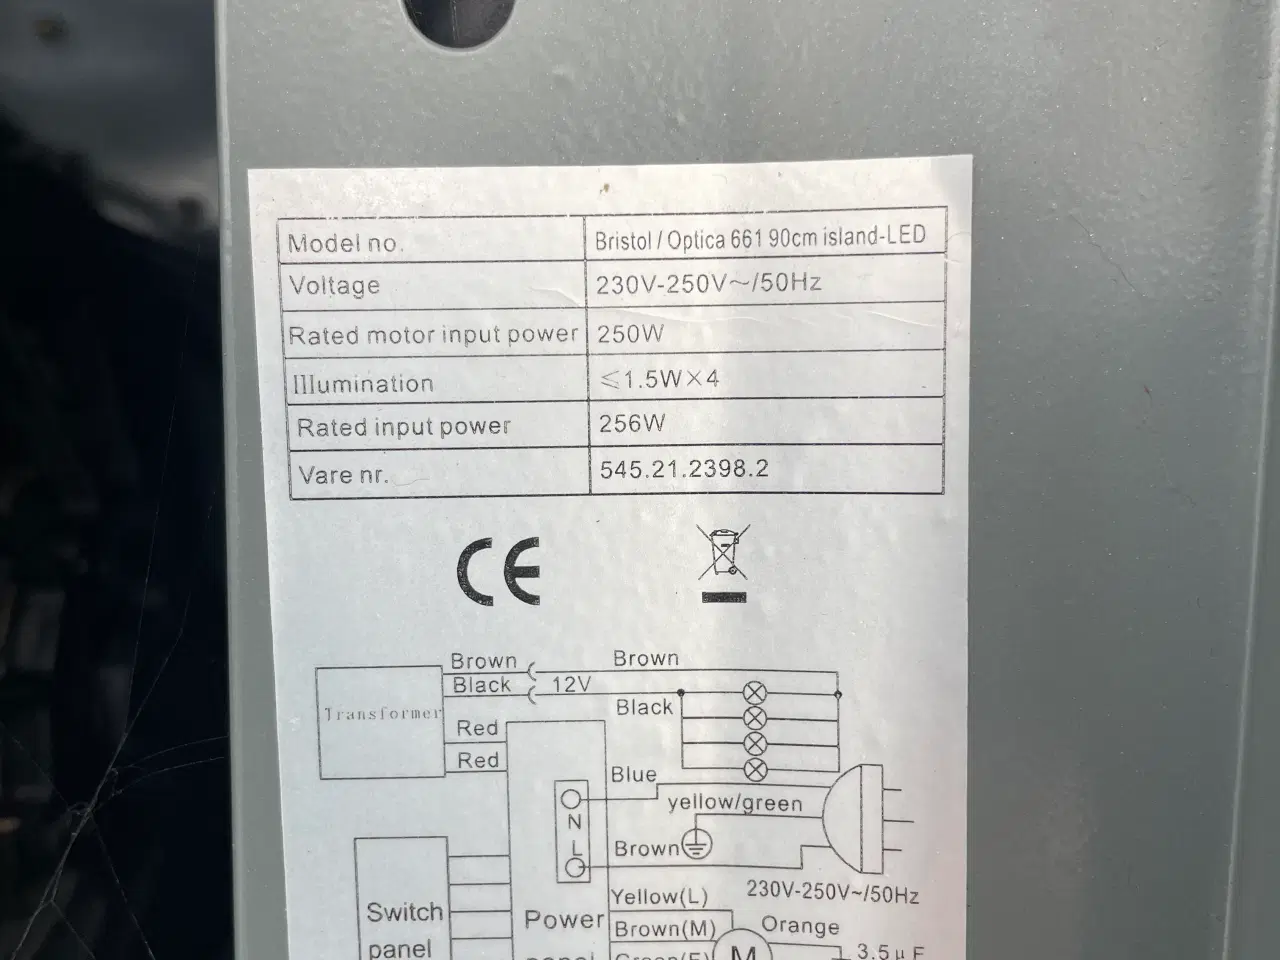 Model no. Bristol / Optica 661 90cm island-LED
Voltage 230V-250V～/50Hz
Rated motor input power 250W
Illumination ≤1.5W×4
Rated input power 256W
Vare nr. 545.21.2398.2
CE
Brown Brown
Black 12V
Black
Transformer
Red
Red
Blue
yellow/green
N
L
Brown
230V-250V~/50Hz
Yellow(L)
Switch Power Brown(M) Orange
panel M 3.5μF